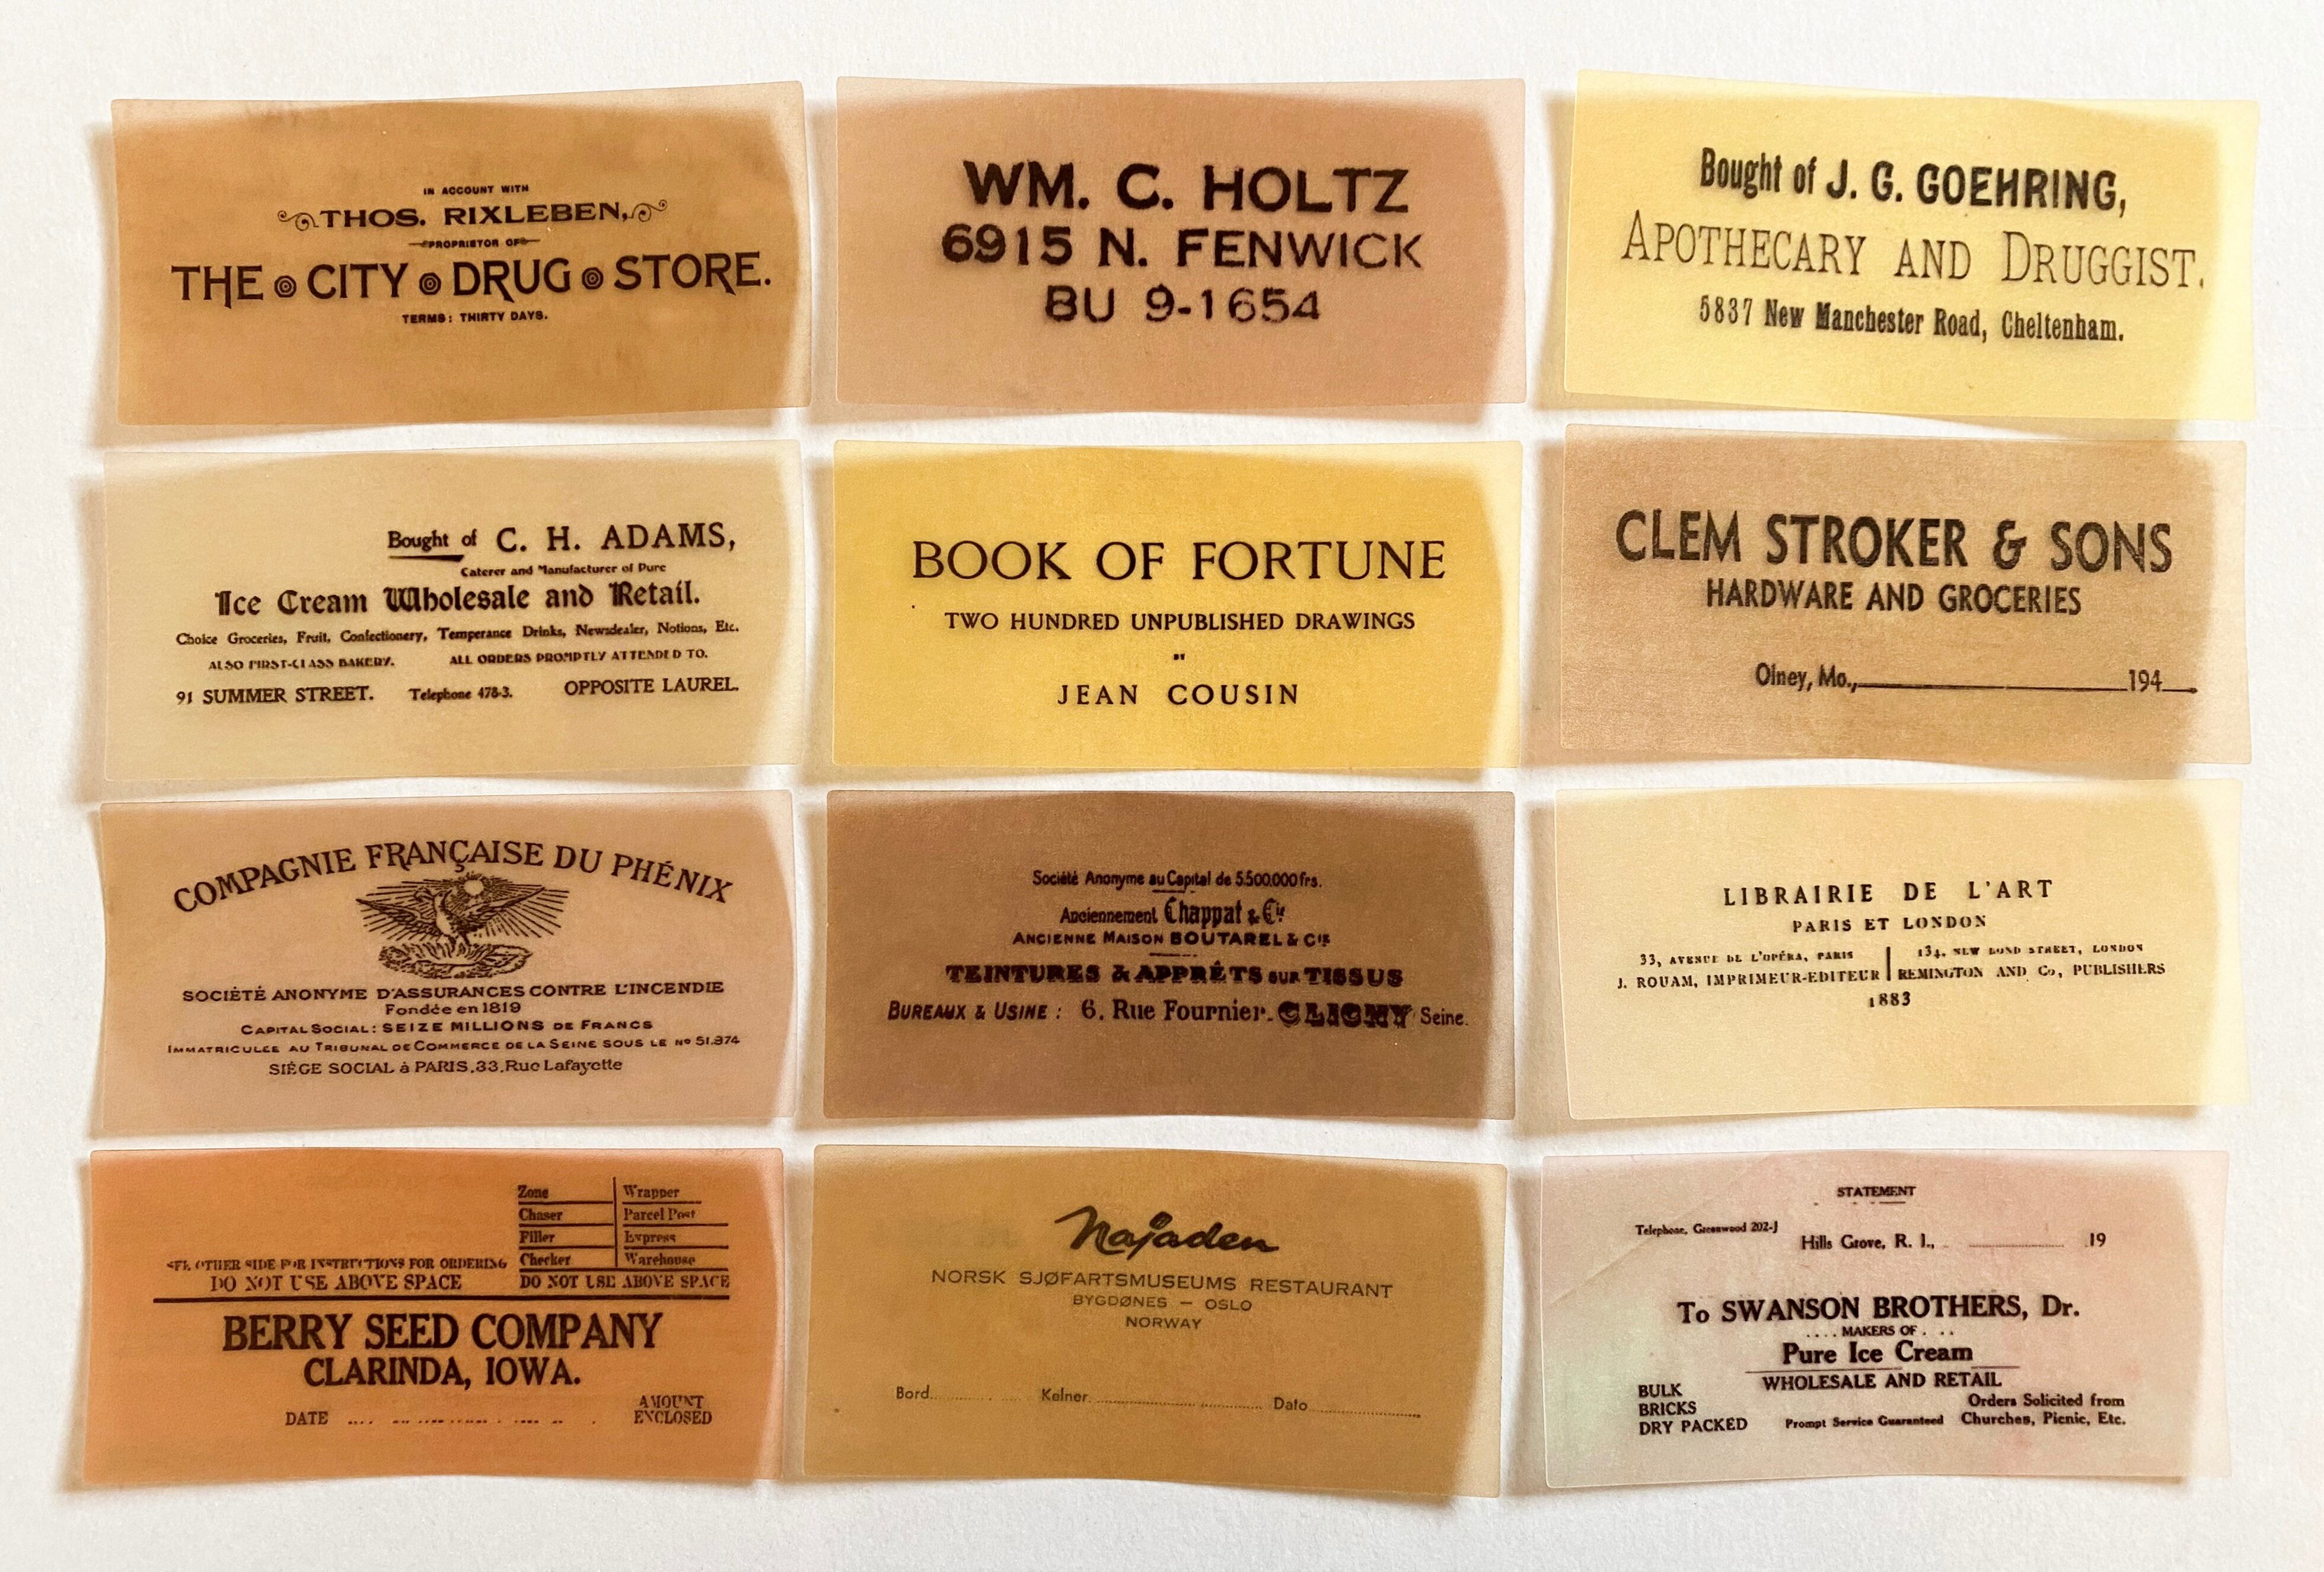 IN ACCOUNT WITH
THOS. RIXLEBEN,
PROPRIETOR OF
THE CITY DRUG STORE.
TERMS: THIRTY DAYS.
WM. C. HOLTZ
6915 N. FENWICK
BU 9-1654
Bought of J. G. GOEHRING,
APOTHECARY AND DRUGGIST.
5837 New Manchester Road, Cheltenham.
Bought of C. H. ADAMS,
Caterer and Manufacturer of Pure
Ice Cream Wholesale and Retail.
Choice Groceries, Fruit, Confectionery, Temperance Drinks, Newsdealer, Notions, Etc.
ALSO FIRST-CLASS BAKERY. ALL ORDERS PROMPTLY ATTENDED TO.
91 SUMMER STREET. Telephone 478-3. OPPOSITE LAUREL.
BOOK OF FORTUNE
TWO HUNDRED UNPUBLISHED DRAWINGS
BY
JEAN COUSIN
CLEM STROKER & SONS
HARDWARE AND GROCERIES
Olney, Mo., 194
COMPAGNIE FRANÇAISE DU PHÉNIX
SOCIÉTÉ ANONYME D'ASSURANCES CONTRE L'INCENDIE
Fondée en 1819
CAPITAL SOCIAL: SEIZE MILLIONS DE FRANCS
IMMATRICULÉE AU TRIBUNAL DE COMMERCE DE LA SEINE SOUS LE Nº 51.374
SIÈGE SOCIAL à PARIS, 33, Rue Lafayette
Société Anonyme au Capital de 5.500.000 frs.
Anciennement Chappat & Cie
ANCIENNE MAISON BOUTAREL & CIE
TEINTURES & APPRÊTS SUR TISSUS
BUREAUX & USINE : 6, Rue Fournier. CLICHY Seine.
LIBRAIRIE DE L'ART
PARIS ET LONDON
33, AVENUE DE L'OPÉRA, PARIS 134, NEW BOND STREET, LONDON
J. ROUAM, IMPRIMEUR-EDITEUR REMINGTON AND Co, PUBLISHERS
1883
Zone Wrapper
Chaser Parcel Post
Filler Express
Checker Warehouse
SEE OTHER SIDE FOR INSTRUCTIONS FOR ORDERING
DO NOT USE ABOVE SPACE DO NOT USE ABOVE SPACE
BERRY SEED COMPANY
CLARINDA, IOWA.
DATE AMOUNT ENCLOSED
Najaden
NORSK SJØFARTSMUSEUMS RESTAURANT
BYGDØNES — OSLO
NORWAY
Bord Kelner Dato
STATEMENT
Telephone, Greenwood 202-J
Hills Grove, R. I., 19
To SWANSON BROTHERS, Dr.
.... MAKERS OF ....
Pure Ice Cream
WHOLESALE AND RETAIL
BULK
BRICKS Orders Solicited from
DRY PACKED Prompt Service Guaranteed Churches, Picnic, Etc.